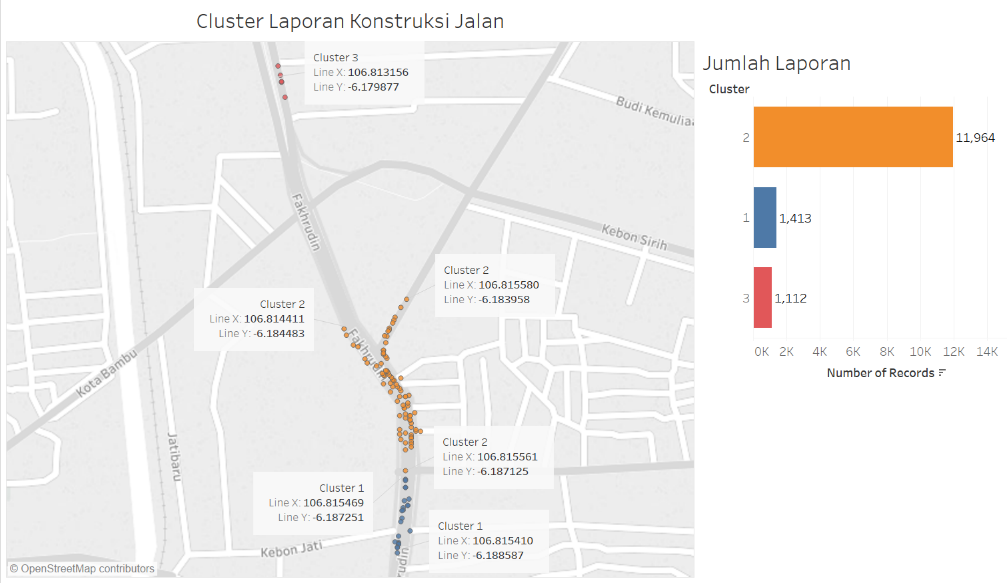 Cluster Laporan Konstruksi Jalan
Cluster 3
Line X: 106.813156
Line Y: -6.179877
Budi Kemuliaa
Fakhrudin
Kebon Sirih
Cluster 2
Line X: 106.815580
Line Y: -6.183958
Cluster 2
Line X: 106.814411
Line Y: -6.184483
Fakhrudin
Kota Bambu
Jatibaru
Cluster 2
Line X: 106.815561
Line Y: -6.187125
Cluster 1
Line X: 106.815469
Line Y: -6.187251
Cluster 1
Line X: 106.815410
Line Y: -6.188587
Kebon Jati
rudin
© OpenStreetMap contributors
Jumlah Laporan
Cluster
2
11,964
1
1,413
3
1,112
0K 2K 4K 6K 8K 10K 12K 14K
Number of Records